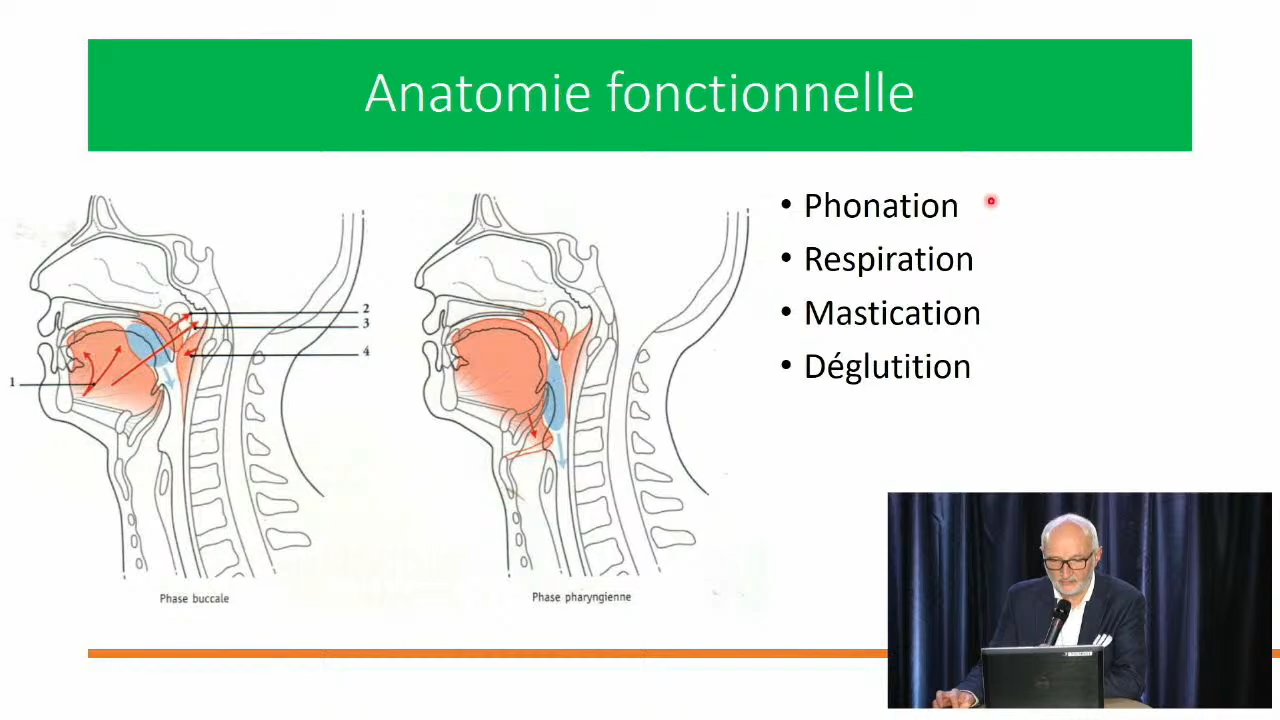 Anatomie fonctionnelle
• Phonation
• Respiration
• Mastication
• Déglutition
2
3
4
1
Phase buccale
Phase pharyngienne